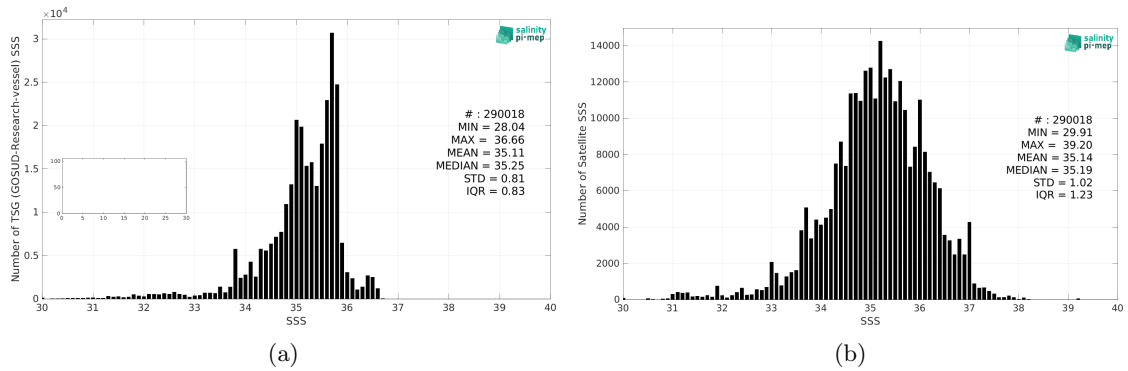 ×10⁴
3
2.5
2
1.5
1
0.5
0
30 31 32 33 34 35 36 37 38 39 40
SSS
Number of TSG (GOSUD-Research-vessel) SSS
salinity
pi-mep
# : 290018
MIN = 28.04
MAX = 36.66
MEAN = 35.11
MEDIAN = 35.25
STD = 0.81
IQR = 0.83
100
50
0
0 5 10 15 20 25 30
(a)
14000
12000
10000
8000
6000
4000
2000
0
30 31 32 33 34 35 36 37 38 39 40
SSS
Number of Satellite SSS
salinity
pi-mep
# : 290018
MIN = 29.91
MAX = 39.20
MEAN = 35.14
MEDIAN = 35.19
STD = 1.02
IQR = 1.23
(b)